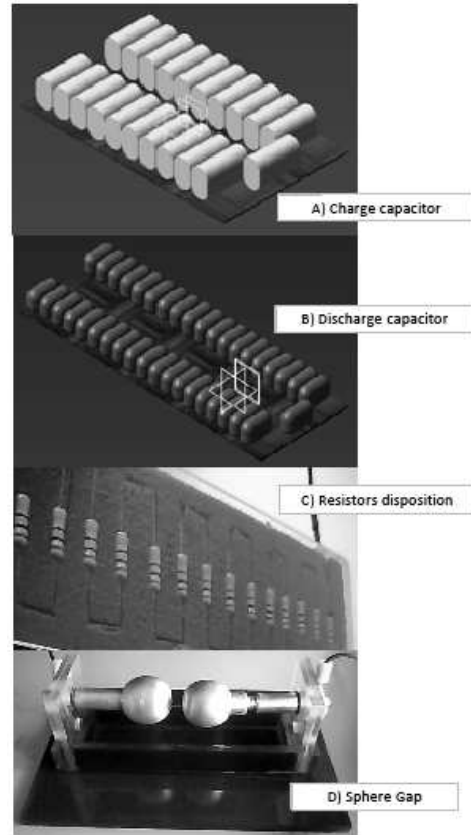 A) Charge capacitor
B) Discharge capacitor
C) Resistors disposition
D) Sphere Gap